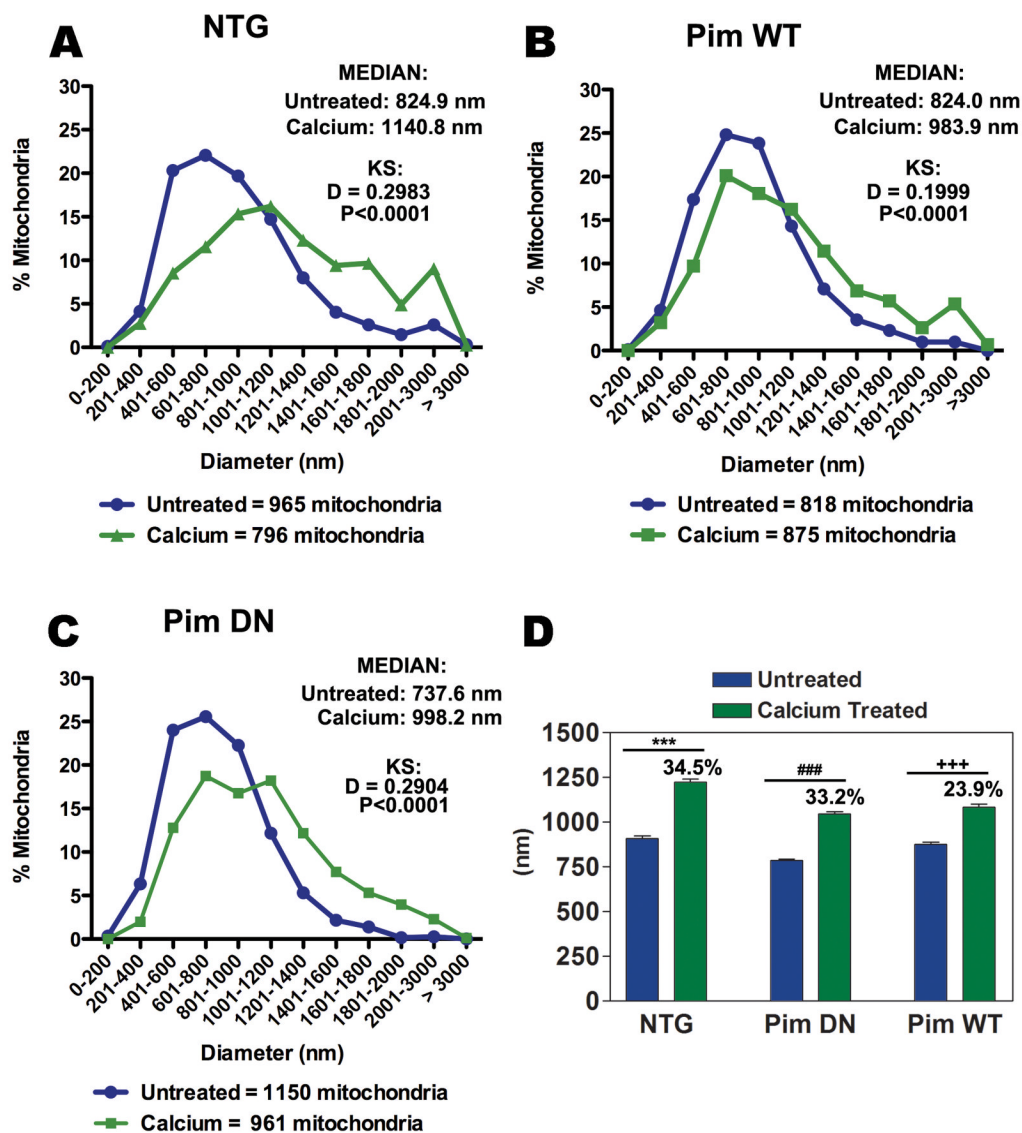 A
NTG
MEDIAN:
Untreated: 824.9 nm
Calcium: 1140.8 nm
KS:
D = 0.2983
P<0.0001
% Mitochondria
30
25
20
15
10
5
0
0-200
201-400
401-600
601-800
801-1000
1001-1200
1201-1400
1401-1600
1601-1800
1801-2000
2001-3000
> 3000
Diameter (nm)
Untreated = 965 mitochondria
Calcium = 796 mitochondria
B
Pim WT
MEDIAN:
Untreated: 824.0 nm
Calcium: 983.9 nm
KS:
D = 0.1999
P<0.0001
% Mitochondria
30
25
20
15
10
5
0
0-200
201-400
401-600
601-800
801-1000
1001-1200
1201-1400
1401-1600
1601-1800
1801-2000
2001-3000
>3000
Diameter (nm)
Untreated = 818 mitochondria
Calcium = 875 mitochondria
C
Pim DN
MEDIAN:
Untreated: 737.6 nm
Calcium: 998.2 nm
KS:
D = 0.2904
P<0.0001
% Mitochondria
30
25
20
15
10
5
0
0-200
201-400
401-600
601-800
801-1000
1001-1200
1201-1400
1401-1600
1601-1800
1801-2000
2001-3000
> 3000
Diameter (nm)
Untreated = 1150 mitochondria
Calcium = 961 mitochondria
D
Untreated
Calcium Treated
(nm)
1500
1250
1000
750
500
250
0
***
34.5%
###
33.2%
+++
23.9%
NTG
Pim DN
Pim WT